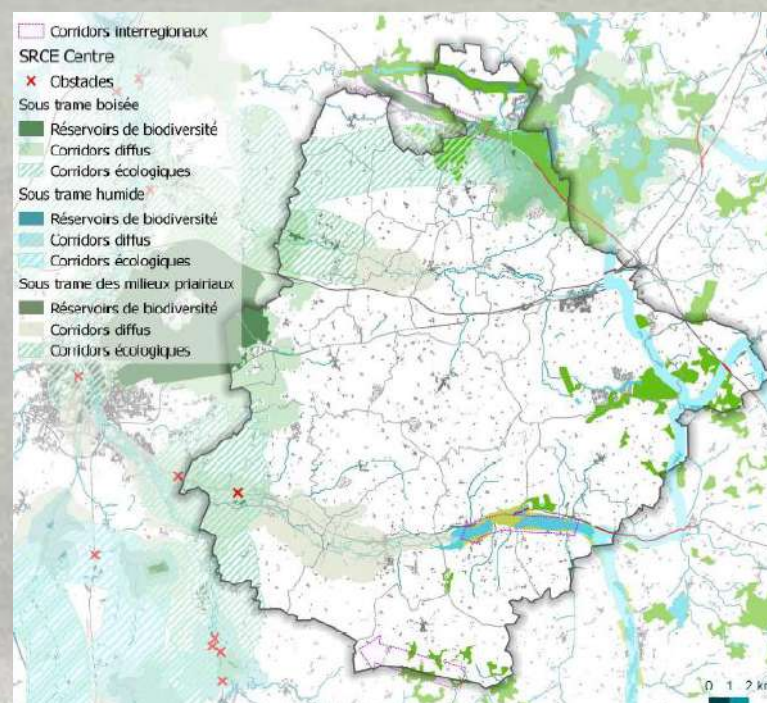 Corridors interregionaux
SRCE Centre
Obstacles
Sous trame boisée
Réservoirs de biodiversité
Corridors diffus
Corridors écologiques
Sous trame humide
Réservoirs de biodiversité
Corridors diffus
Corridors écologiques
Sous trame des milieux priairiaux
Réservoirs de biodiversité
Corridors diffus
Corridors écologiques
0 1 2 km